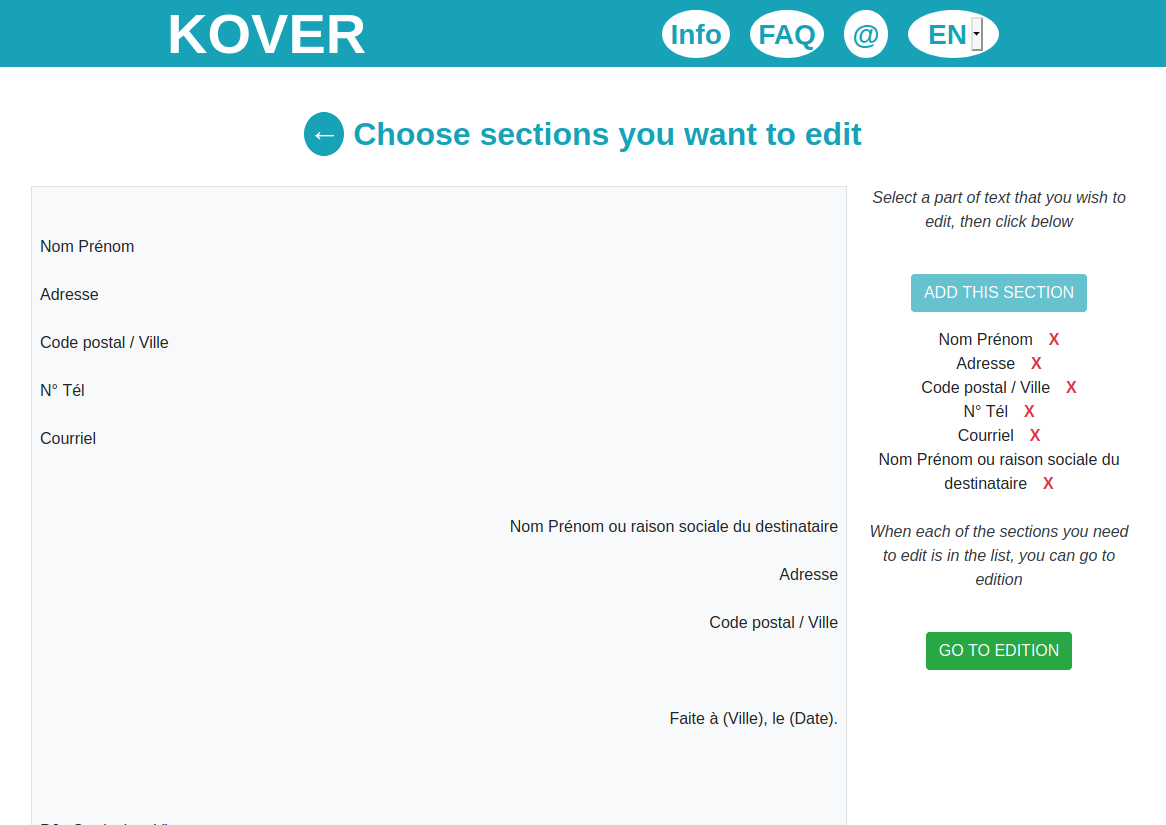 KOVER
Info FAQ @ EN
← Choose sections you want to edit
Nom Prénom
Adresse
Code postal / Ville
N° Tél
Courriel
Nom Prénom ou raison sociale du destinataire
Adresse
Code postal / Ville
Faite à (Ville), le (Date).
Select a part of text that you wish to
edit, then click below
ADD THIS SECTION
Nom Prénom X
Adresse X
Code postal / Ville X
N° Tél X
Courriel X
Nom Prénom ou raison sociale du
destinataire X
When each of the sections you need
to edit is in the list, you can go to
edition
GO TO EDITION